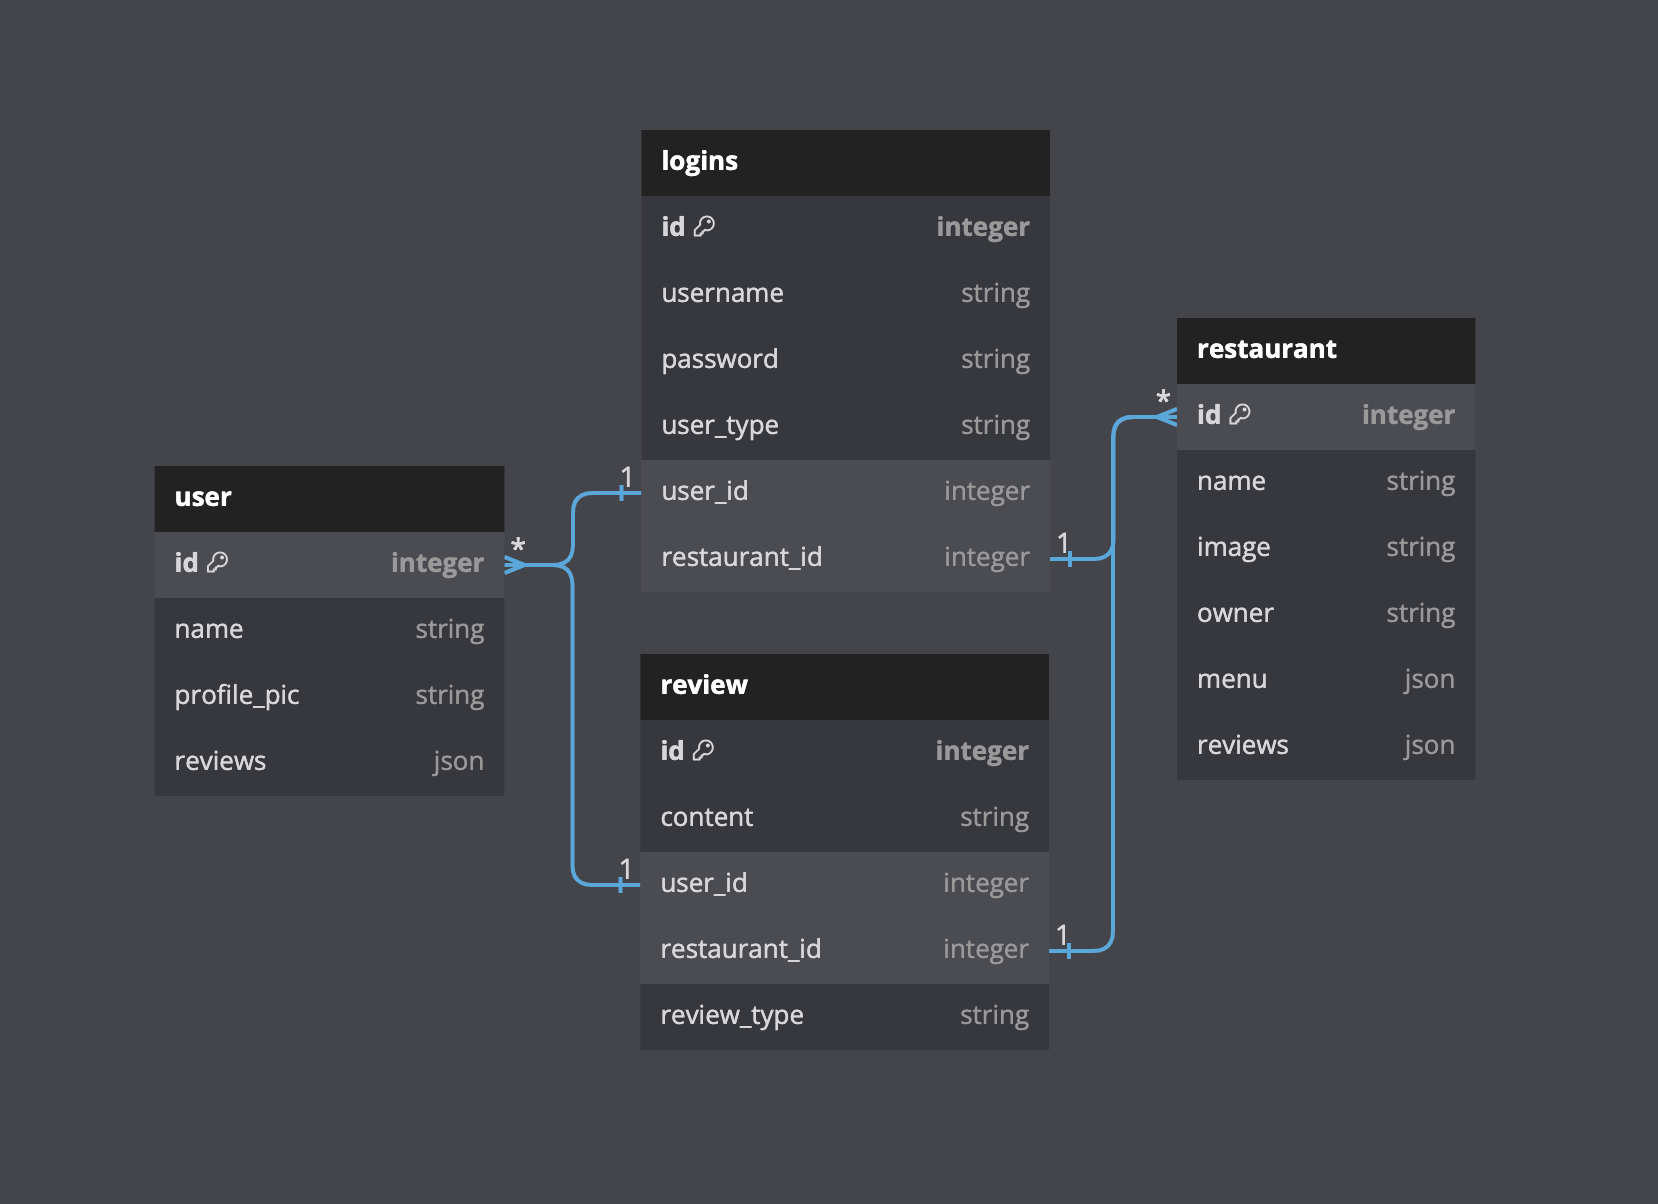 logins
id integer
username string
password string
user_type string
1 user_id integer
restaurant_id integer 1
user
id integer *
name string
profile_pic string
reviews json
review
id integer
content string
1 user_id integer
restaurant_id integer 1
review_type string
restaurant
* id integer
name string
image string
owner string
menu json
reviews json